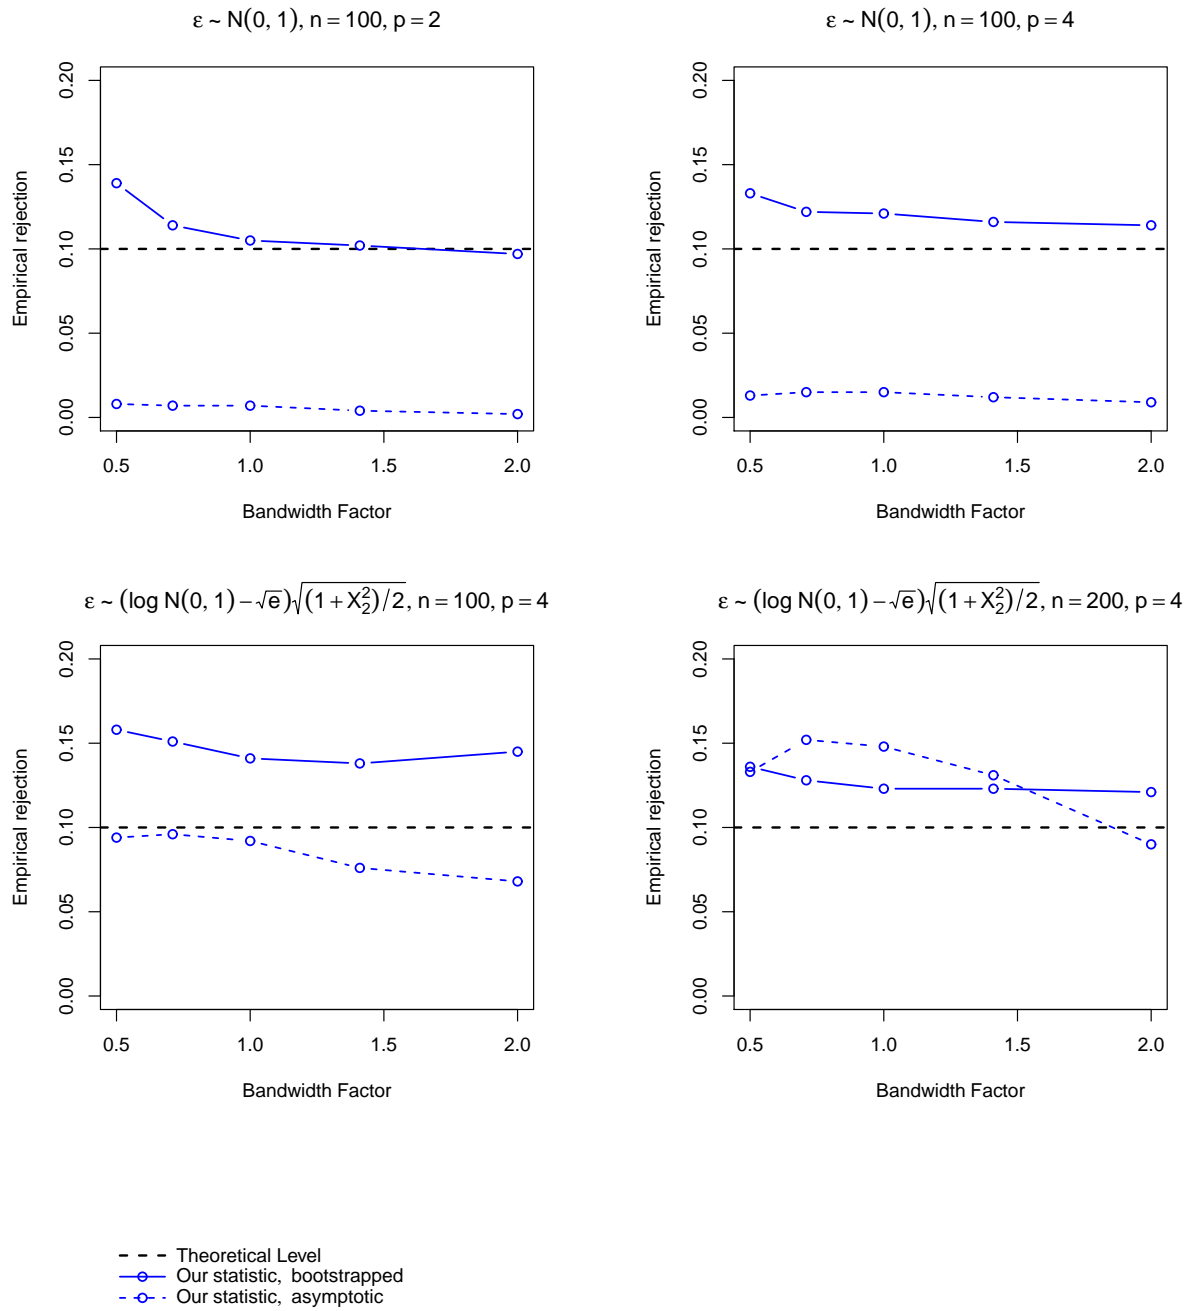 ε ~ N(0, 1), n = 100, p = 2
Empirical rejection
0.20
0.15
0.10
0.05
0.00
0.5 1.0 1.5 2.0
Bandwidth Factor
ε ~ N(0, 1), n = 100, p = 4
Empirical rejection
0.20
0.15
0.10
0.05
0.00
0.5 1.0 1.5 2.0
Bandwidth Factor
ε ~ (log N(0, 1) − √e)√(1 + X₂²)/2, n = 100, p = 4
Empirical rejection
0.20
0.15
0.10
0.05
0.00
0.5 1.0 1.5 2.0
Bandwidth Factor
ε ~ (log N(0, 1) − √e)√(1 + X₂²)/2, n = 200, p = 4
Empirical rejection
0.20
0.15
0.10
0.05
0.00
0.5 1.0 1.5 2.0
Bandwidth Factor
Theoretical Level
Our statistic, bootstrapped
Our statistic, asymptotic